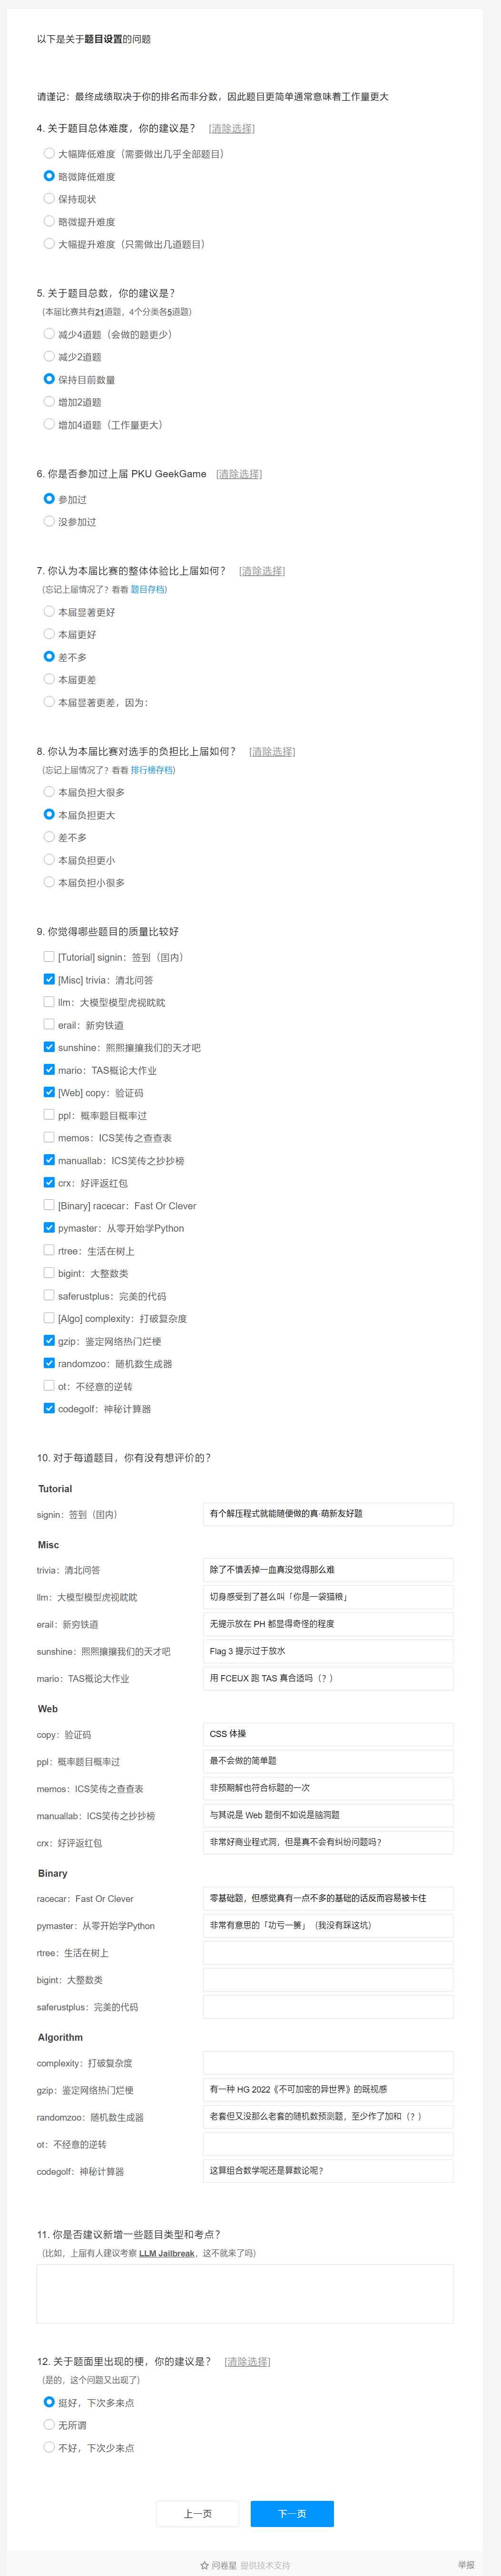 以下是关于题目设置的问题
请谨记：最终成绩取决于你的排名而非分数，因此题目更简单通常意味着工作量更大
4. 关于题目总体难度，你的建议是？ [清除选择]
大幅降低难度（需要做出几乎全部题目）
略微降低难度
保持现状
略微提升难度
大幅提升难度（只需做出几道题目）
5. 关于题目总数，你的建议是？
（本届比赛共有21道题，4个分类各5道题）
减少4道题（会做的题更少）
减少2道题
保持目前数量
增加2道题
增加4道题（工作量更大）
6. 你是否参加过上届 PKU GeekGame [清除选择]
参加过
没参加过
7. 你认为本届比赛的整体体验比上届如何？ [清除选择]
（忘记上届情况了？看看 题目存档）
本届显著更好
本届更好
差不多
本届更差
本届显著更差，因为：
8. 你认为本届比赛对选手的负担比上届如何？ [清除选择]
（忘记上届情况了？看看 排行榜存档）
本届负担大很多
本届负担更大
差不多
本届负担更小
本届负担小很多
9. 你觉得哪些题目的质量比较好
[Tutorial] signin：签到（囯内）
[Misc] trivia：清北问答
llm：大模型模型虎视眈眈
erail：新穷铁道
sunshine：熙熙攘攘我们的天才吧
mario：TAS概论大作业
[Web] copy：验证码
ppl：概率题目概率过
memos：ICS笑传之查查表
manuallab：ICS笑传之抄抄榜
crx：好评返红包
[Binary] racecar：Fast Or Clever
pymaster：从零开始学Python
rtree：生活在树上
bigint：大整数类
saferustplus：完美的代码
[Algo] complexity：打破复杂度
gzip：鉴定网络热门烂梗
randomzoo：随机数生成器
ot：不经意的逆转
codegolf：神秘计算器
10. 对于每道题目，你有没有想评价的？
Tutorial
signin：签到（囯内） 有个解压程式就能随便做的真·萌新友好题
Misc
trivia：清北问答 除了不慎丢掉一血真没觉得那么难
llm：大模型模型虎视眈眈 切身感受到了甚么叫「你是一袋猫粮」
erail：新穷铁道 无提示放在 PH 都显得奇怪的程度
sunshine：熙熙攘攘我们的天才吧 Flag 3 提示过于放水
mario：TAS概论大作业 用 FCEUX 跑 TAS 真合适吗（？）
Web
copy：验证码 CSS 体操
ppl：概率题目概率过 最不会做的简单题
memos：ICS笑传之查查表 非预期解也符合标题的一次
manuallab：ICS笑传之抄抄榜 与其说是 Web 题倒不如说是脑洞题
crx：好评返红包 非常好商业程式洞，但是真不会有纠纷问题吗？
Binary
racecar：Fast Or Clever 零基础题，但感觉真有一点不多的基础的话反而容易被卡住
pymaster：从零开始学Python 非常有意思的「功亏一篑」（我没有踩这坑）
rtree：生活在树上
bigint：大整数类
saferustplus：完美的代码
Algorithm
complexity：打破复杂度
gzip：鉴定网络热门烂梗 有一种 HG 2022《不可加密的异世界》的既视感
randomzoo：随机数生成器 老套但又没那么老套的随机数预测题，至少作了加和（？）
ot：不经意的逆转
codegolf：神秘计算器 这算组合数学呢还是算数论呢？
11. 你是否建议新增一些题目类型和考点？
（比如，上届有人建议考察 LLM Jailbreak，这不就来了吗）
12. 关于题面里出现的梗，你的建议是？ [清除选择]
（是的，这个问题又出现了）
挺好，下次多来点
无所谓
不好，下次少来点
上一页 下一页
问卷星 提供技术支持 举报